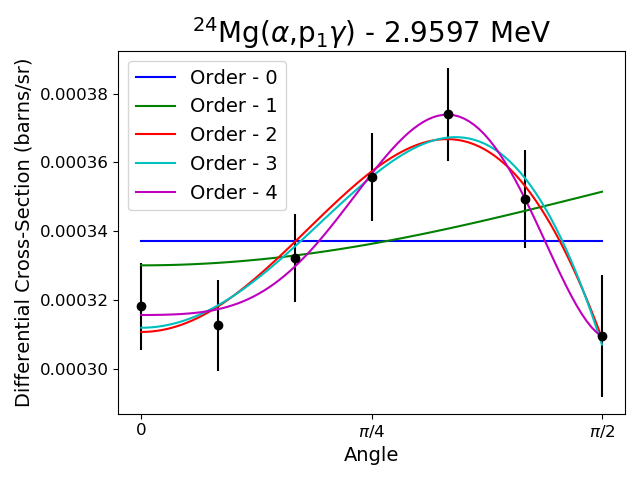 ²⁴Mg(α,p₁γ) - 2.9597 MeV
Differential Cross-Section (barns/sr)
0.00038
0.00036
0.00034
0.00032
0.00030
Order - 0
Order - 1
Order - 2
Order - 3
Order - 4
0
π/4
π/2
Angle